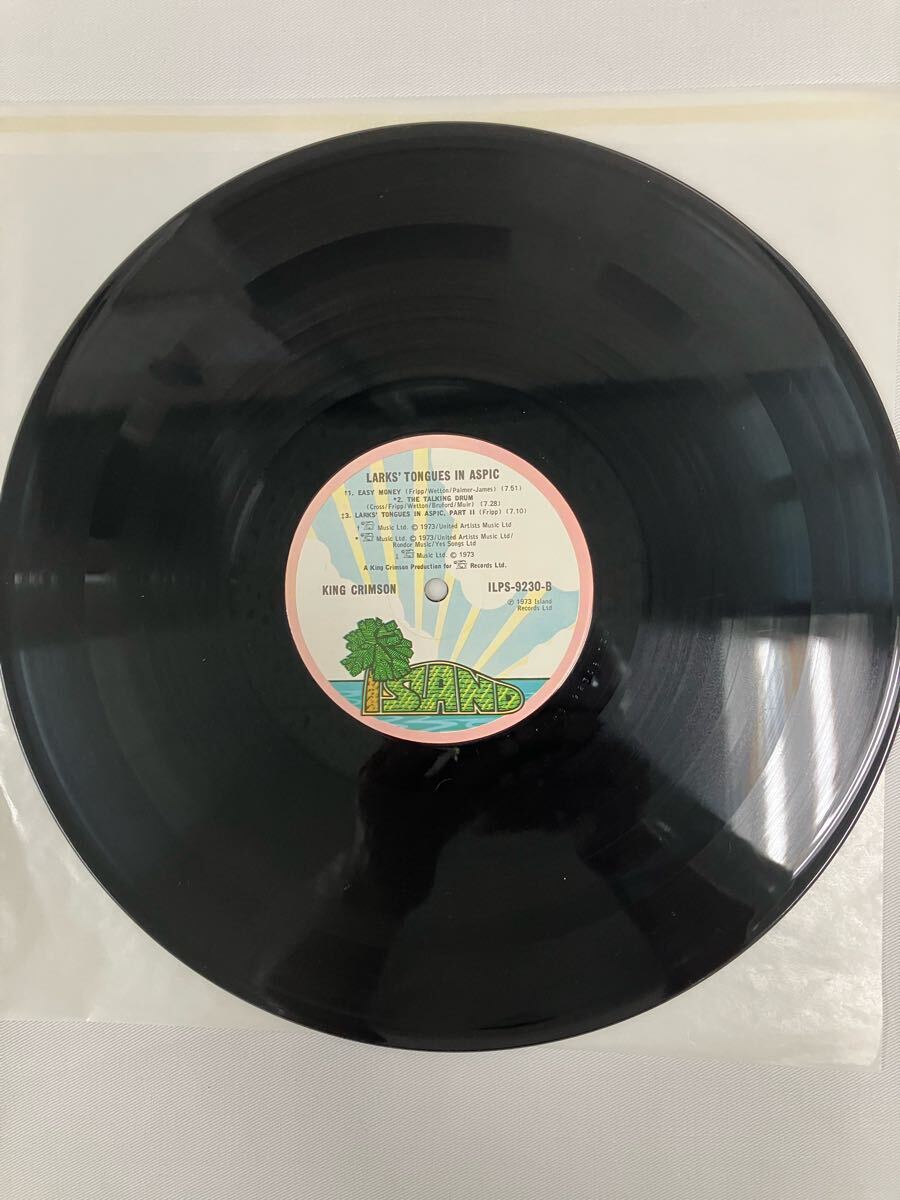 LARKS' TONGUES IN ASPIC
†1. EASY MONEY (Fripp/Wetton/Palmer-James) (7.51)
*2. THE TALKING DRUM
(Cross/Fripp/Wetton/Bruford/Muir) (7.28)
‡3. LARKS' TONGUES IN ASPIC, PART II (Fripp) (7.10)
† Music Ltd. © 1973/United Artists Music Ltd
* Music Ltd. © 1973/United Artists Music Ltd/
Rondor Music/Yes Songs Ltd
‡ Music Ltd. © 1973
A King Crimson Production for Records Ltd.
KING CRIMSON
ILPS-9230-B
℗ 1973 Island
Records Ltd
ISLAND